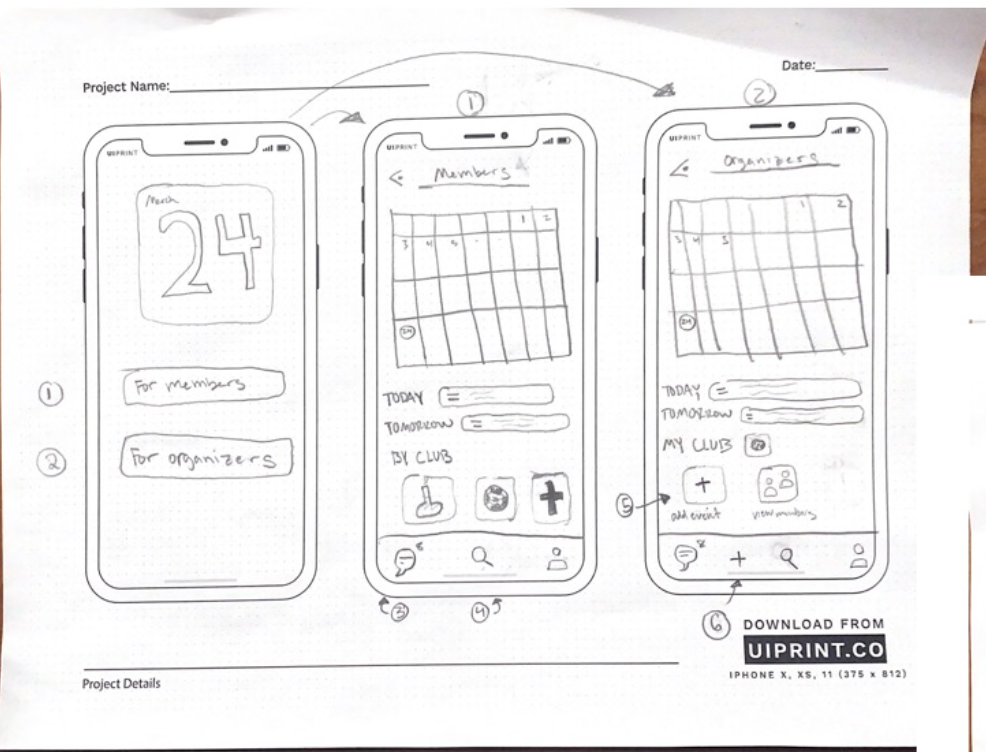 Project Name:
Date:
1
2
UIPRINT
March
24
1
For members
2
For organizers
UIPRINT
Members
1 2
3 4 5
24
TODAY
TOMORROW
BY CLUB
3
4
UIPRINT
Organizers
1 2
3 4 5
24
TODAY
TOMORROW
MY CLUB
5
add event
view members
6
DOWNLOAD FROM
UIPRINT.CO
IPHONE X, XS, 11 (375 x 812)
Project Details